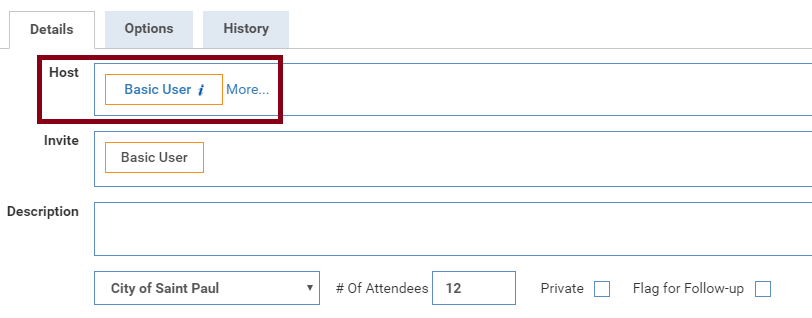 Details Options History
Host Basic User i More...
Invite Basic User
Description
City of Saint Paul # Of Attendees 12 Private Flag for Follow-up